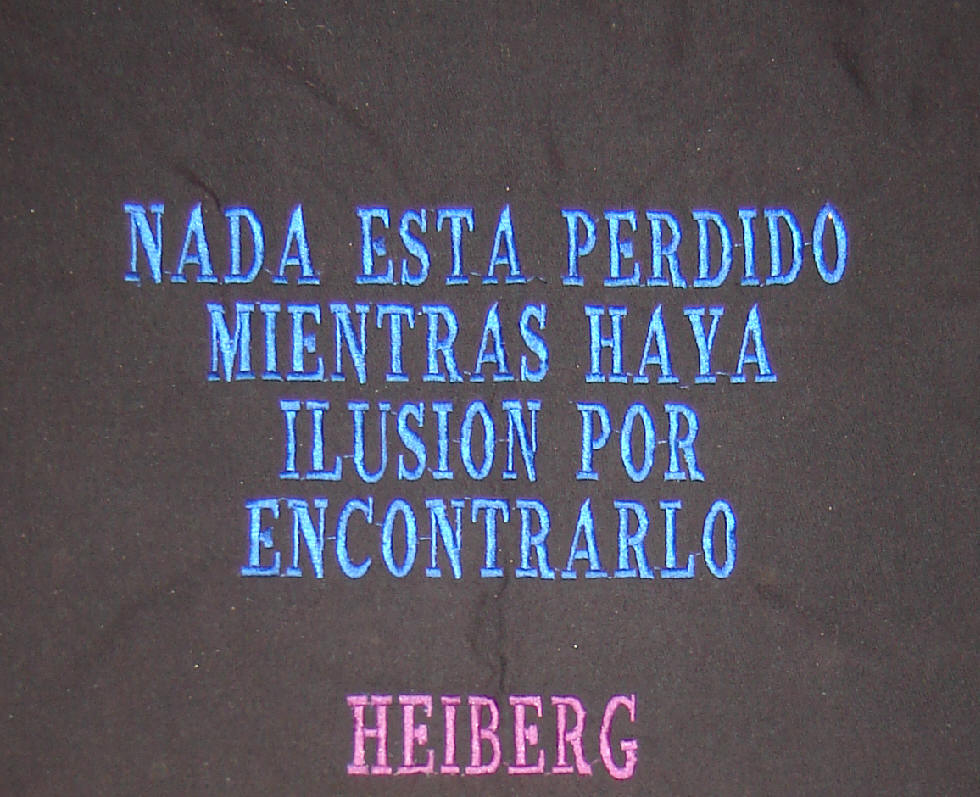 NADA ESTA PERDIDO
MIENTRAS HAYA
ILUSION POR
ENCONTRARLO
HEIBERG